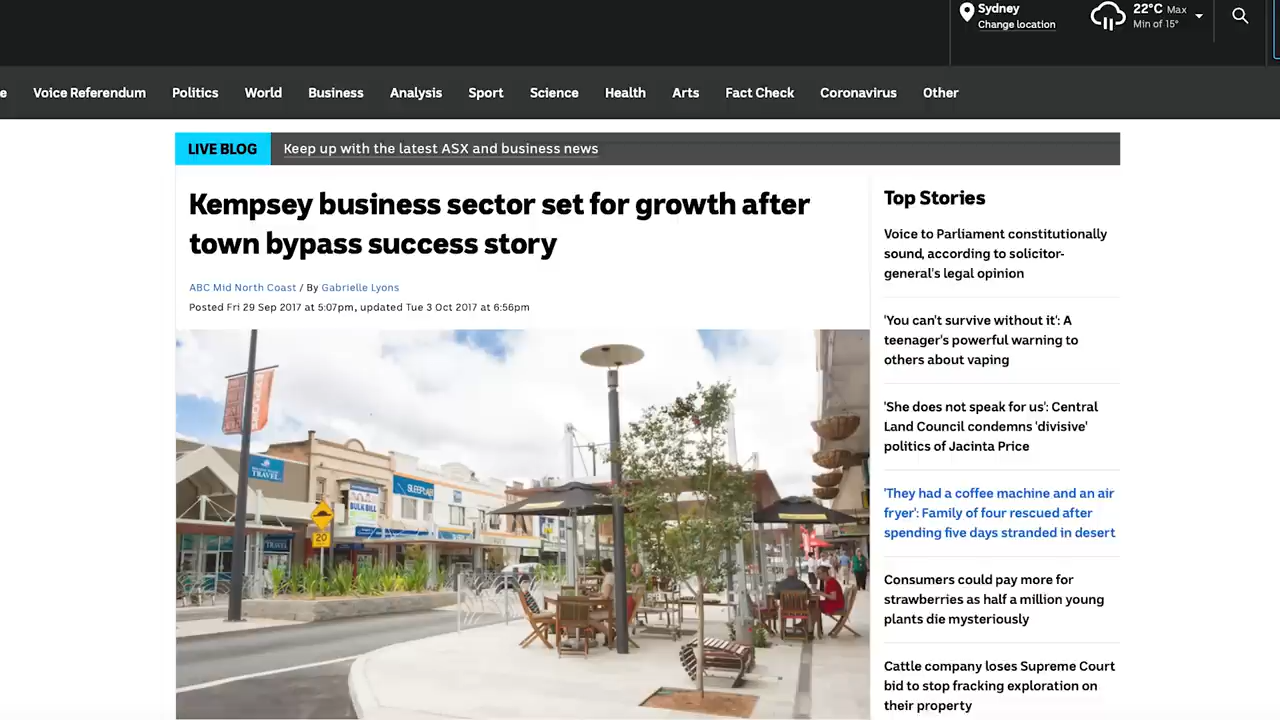 Sydney
Change location
22°C Max
Min of 15°
e
Voice Referendum
Politics
World
Business
Analysis
Sport
Science
Health
Arts
Fact Check
Coronavirus
Other
LIVE BLOG
Keep up with the latest ASX and business news
Kempsey business sector set for growth after
town bypass success story
ABC Mid North Coast / By Gabrielle Lyons
Posted Fri 29 Sep 2017 at 5:07pm, updated Tue 3 Oct 2017 at 6:56pm
TRAVEL
BULK BILL
20
TRAVEL
Top Stories
Voice to Parliament constitutionally
sound, according to solicitor-
general's legal opinion
'You can't survive without it': A
teenager's powerful warning to
others about vaping
'She does not speak for us': Central
Land Council condemns 'divisive'
politics of Jacinta Price
'They had a coffee machine and an air
fryer': Family of four rescued after
spending five days stranded in desert
Consumers could pay more for
strawberries as half a million young
plants die mysteriously
Cattle company loses Supreme Court
bid to stop fracking exploration on
their property